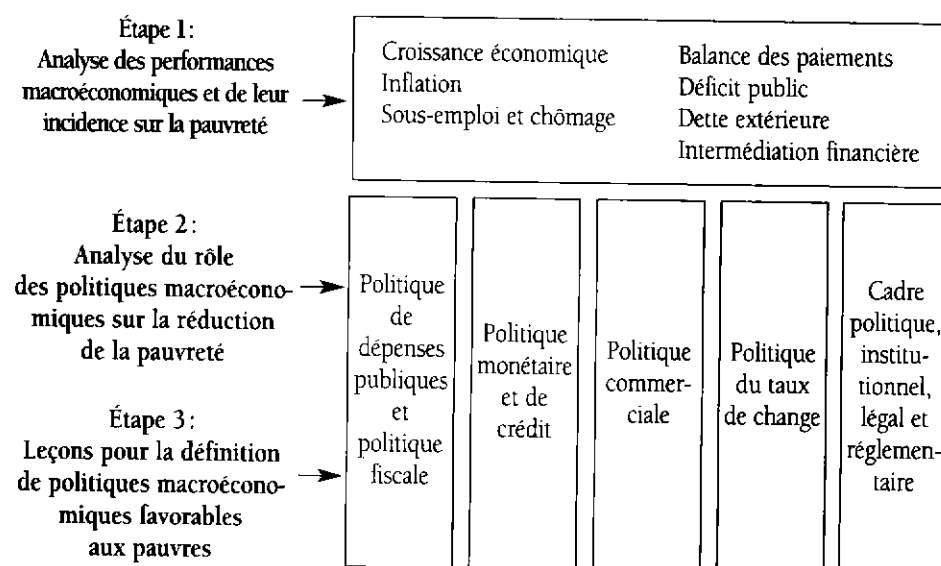 Étape 1:
Analyse des performances
macroéconomiques et de leur
incidence sur la pauvreté
Croissance économique
Inflation
Sous-emploi et chômage
Balance des paiements
Déficit public
Dette extérieure
Intermédiation financière
Étape 2:
Analyse du rôle
des politiques macroécono-
miques sur la réduction
de la pauvreté
Étape 3:
Leçons pour la définition
de politiques macroécono-
miques favorables
aux pauvres
Politique
de
dépenses
publiques
et
politique
fiscale
Politique
monétaire
et de
crédit
Politique
commer-
ciale
Politique
du taux
de change
Cadre
politique,
institu-
tionnel,
légal et
réglemen-
taire